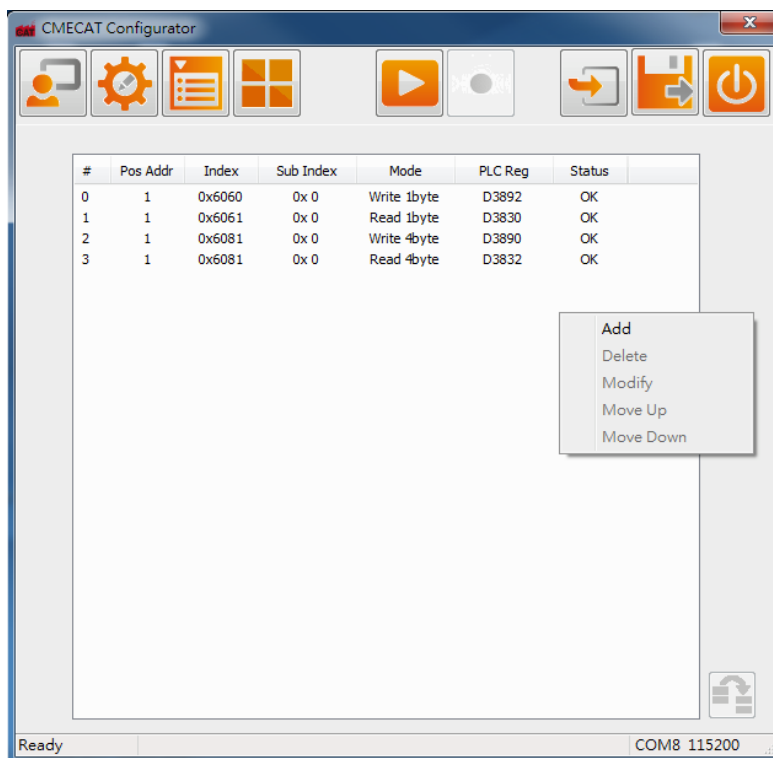 CMECAT Configurator
# Pos Addr Index Sub Index Mode PLC Reg Status
0 1 0x6060 0x 0 Write 1byte D3892 OK
1 1 0x6061 0x 0 Read 1byte D3830 OK
2 1 0x6081 0x 0 Write 4byte D3890 OK
3 1 0x6081 0x 0 Read 4byte D3832 OK
Add
Delete
Modify
Move Up
Move Down
Ready COM8 115200